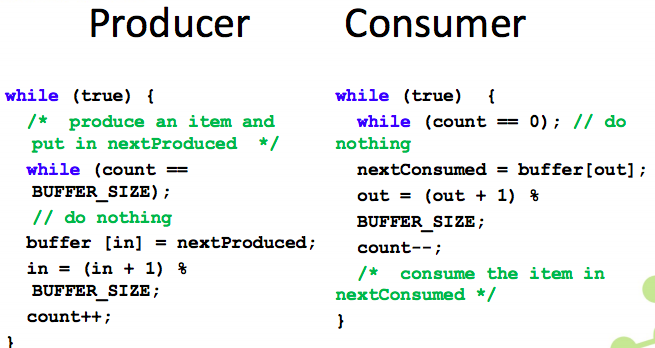 Producer
Consumer
while (true) {
/*  produce an item and
put in nextProduced  */
while (count ==
BUFFER_SIZE);
// do nothing
buffer [in] = nextProduced;
in = (in + 1) %
BUFFER_SIZE;
count++;
}
while (true)  {
while (count == 0); // do
nothing
nextConsumed = buffer[out];
out = (out + 1) %
BUFFER_SIZE;
count--;
/*  consume the item in
nextConsumed */
}